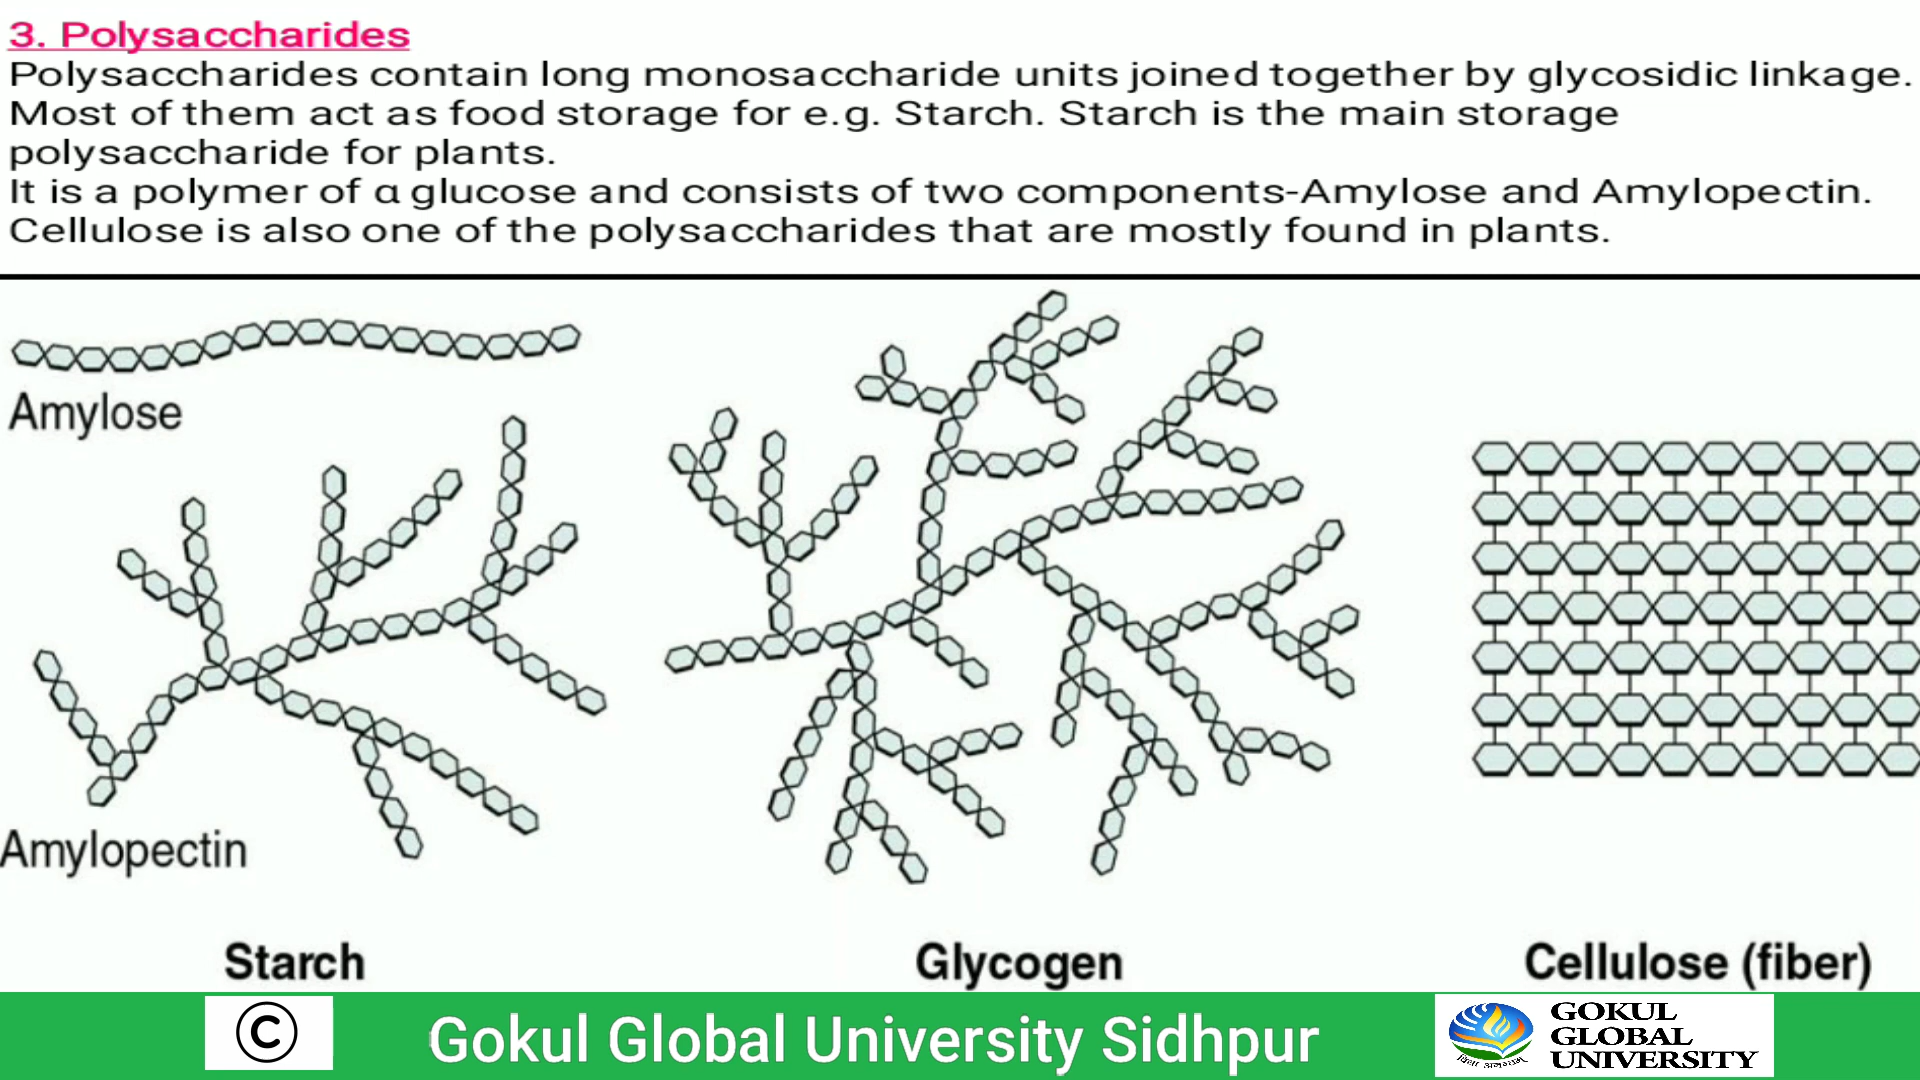 3. Polysaccharides
Polysaccharides contain long monosaccharide units joined together by glycosidic linkage.
Most of them act as food storage for e.g. Starch. Starch is the main storage
polysaccharide for plants.
It is a polymer of α glucose and consists of two components-Amylose and Amylopectin.
Cellulose is also one of the polysaccharides that are mostly found in plants.
Amylose
Amylopectin
Starch
Glycogen
Cellulose (fiber)
©
Gokul Global University Sidhpur
GOKUL
GLOBAL
UNIVERSITY